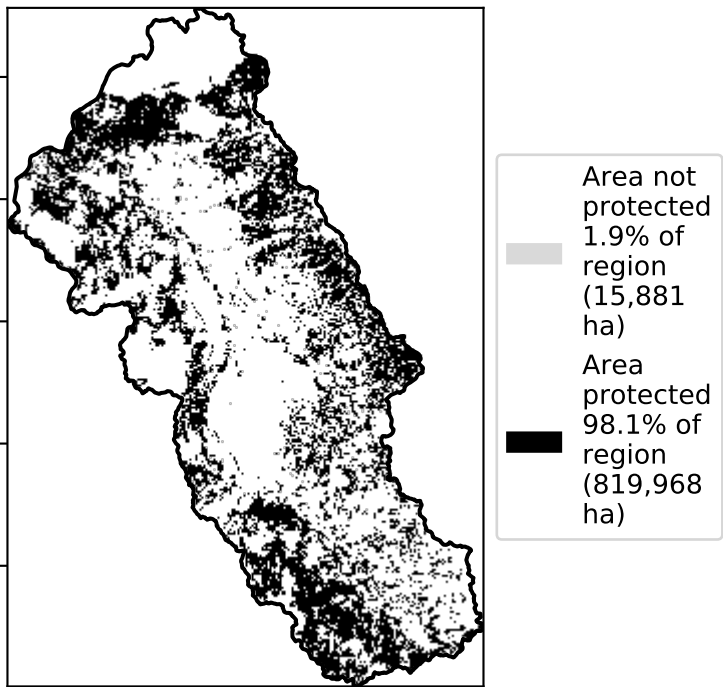 Area not
protected
1.9% of
region
(15,881
ha)
Area
protected
98.1% of
region
(819,968
ha)